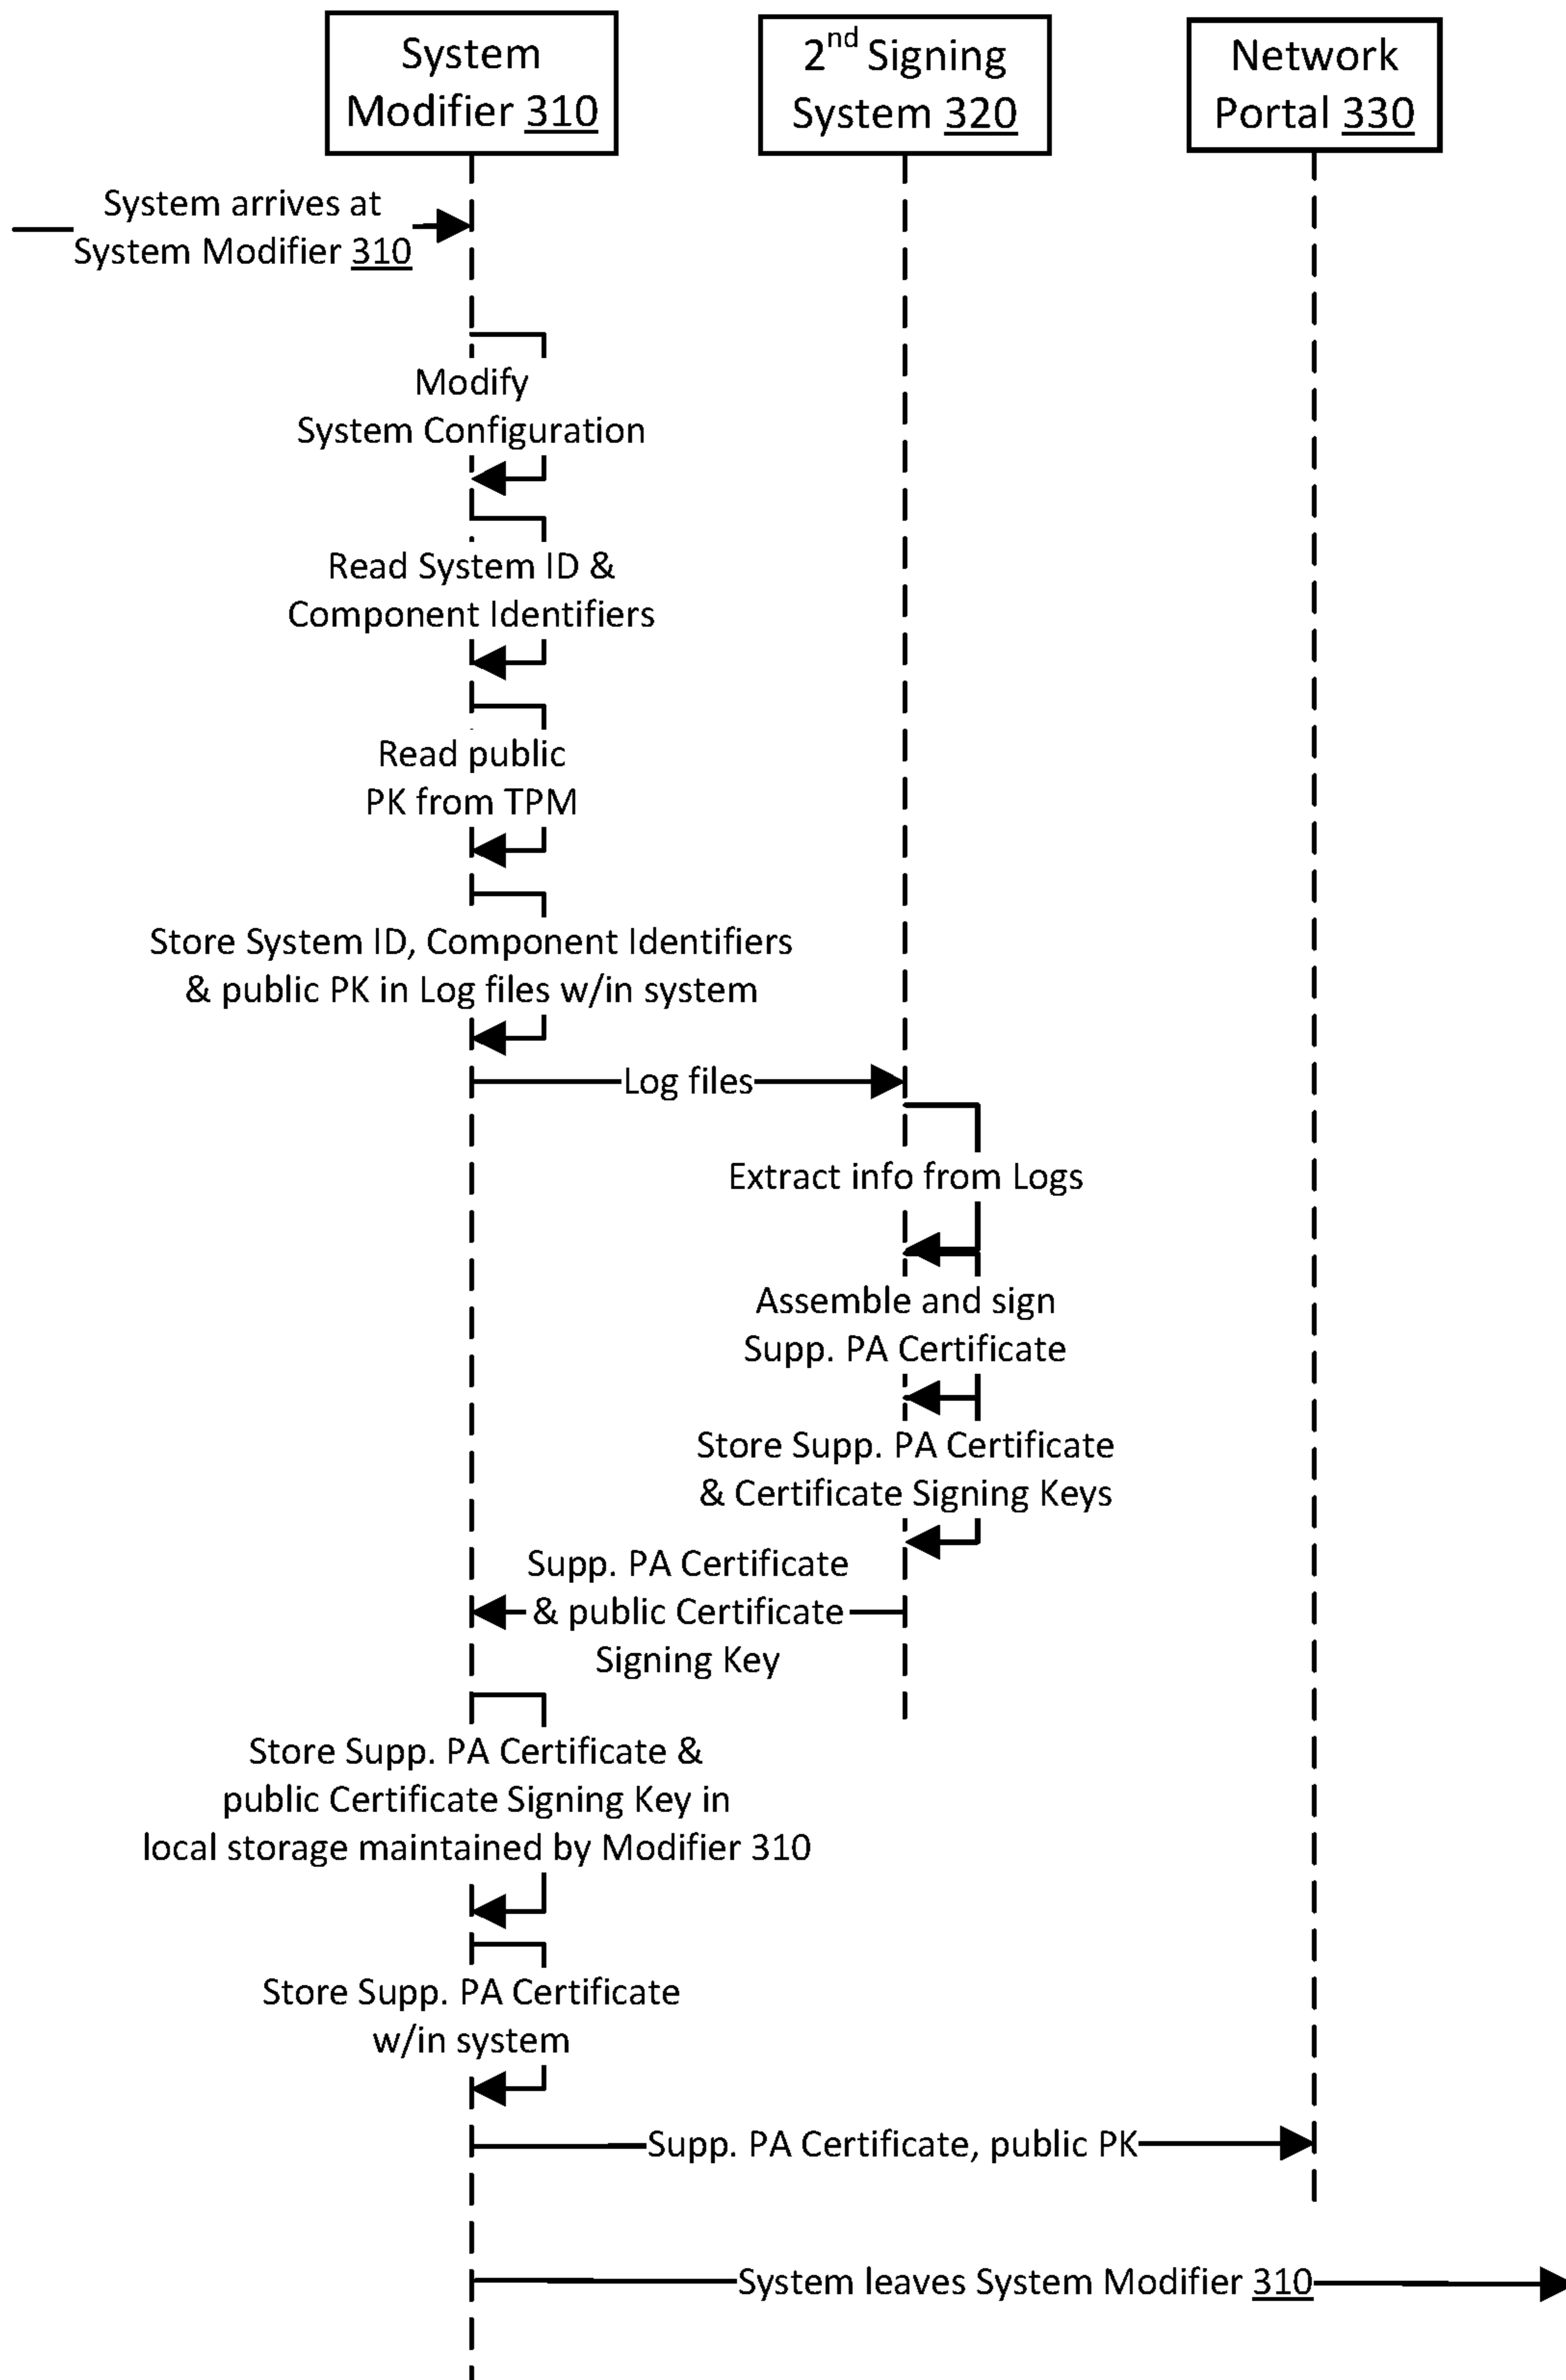 System
Modifier 310
2nd Signing
System 320
Network
Portal 330
System arrives at
System Modifier 310
Modify
System Configuration
Read System ID &
Component Identifiers
Read public
PK from TPM
Store System ID, Component Identifiers
& public PK in Log files w/in system
Log files
Extract info from Logs
Assemble and sign
Supp. PA Certificate
Store Supp. PA Certificate
& Certificate Signing Keys
Supp. PA Certificate
& public Certificate
Signing Key
Store Supp. PA Certificate &
public Certificate Signing Key in
local storage maintained by Modifier 310
Store Supp. PA Certificate
w/in system
Supp. PA Certificate, public PK
System leaves System Modifier 310